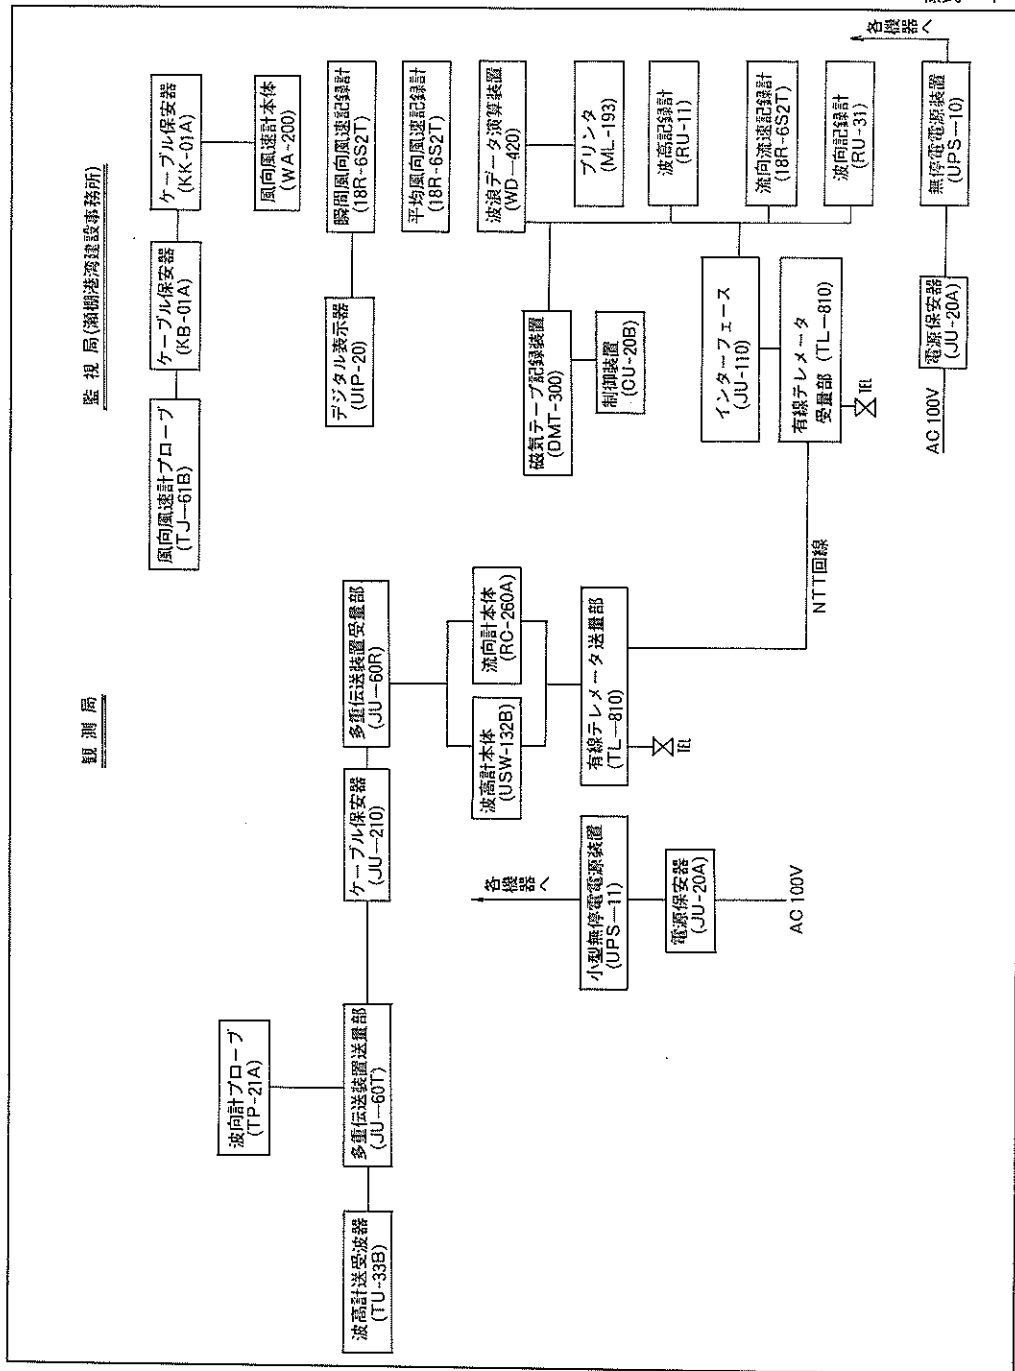 観測局
監視局(瀬棚港湾建設事務所)
波高計送受波器
(TU-33B)
波向計プローブ
(TP-21A)
多重伝送装置送量部
(JU-60T)
ケーブル保安器
(JU-210)
多重伝送装置受量部
(JU-60R)
波高計本体
(USW-132B)
流向計本体
(RC-260A)
有線テレメータ送量部
(TL-810)
TEL
各機器へ
小型無停電電源装置
(UPS-11)
電源保安器
(JU-20A)
AC 100V
NTT回線
風向風速計プローブ
(TJ-61B)
ケーブル保安器
(KB-01A)
ケーブル保安器
(KK-01A)
風向風速計本体
(WA-200)
デジタル表示器
(UIP-20)
瞬間風向風速記録計
(18R-6S2T)
平均風向風速記録計
(18R-6S2T)
磁気テープ記録装置
(DMT-300)
制御装置
(CU-20B)
波浪データ演算装置
(WD-420)
プリンタ
(ML-193)
波高記録計
(RU-11)
流向流速記録計
(18R-6S2T)
波向記録計
(RU-31)
インターフェース
(JU-110)
有線テレメータ
受量部 (TL-810)
TEL
AC 100V
電源保安器
(JU-20A)
無停電電源装置
(UPS-10)
各機器へ